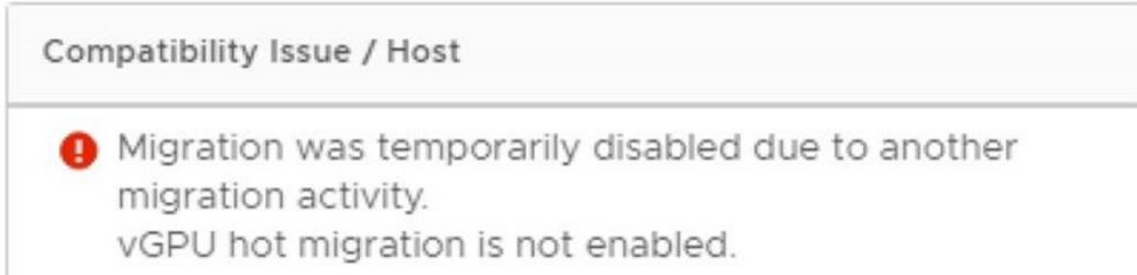 Compatibility Issue / Host
Migration was temporarily disabled due to another
migration activity.
vGPU hot migration is not enabled.